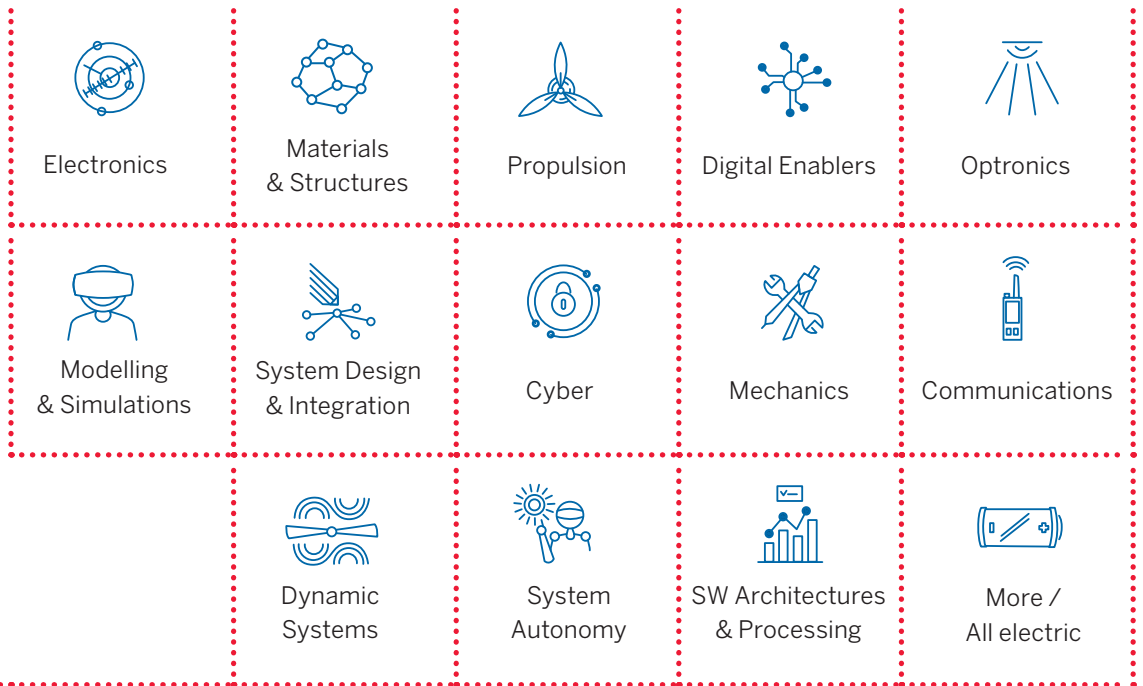 Electronics
Materials
& Structures
Propulsion
Digital Enablers
Optronics
Modelling
& Simulations
System Design
& Integration
Cyber
Mechanics
Communications
Dynamic
Systems
System
Autonomy
SW Architectures
& Processing
More /
All electric